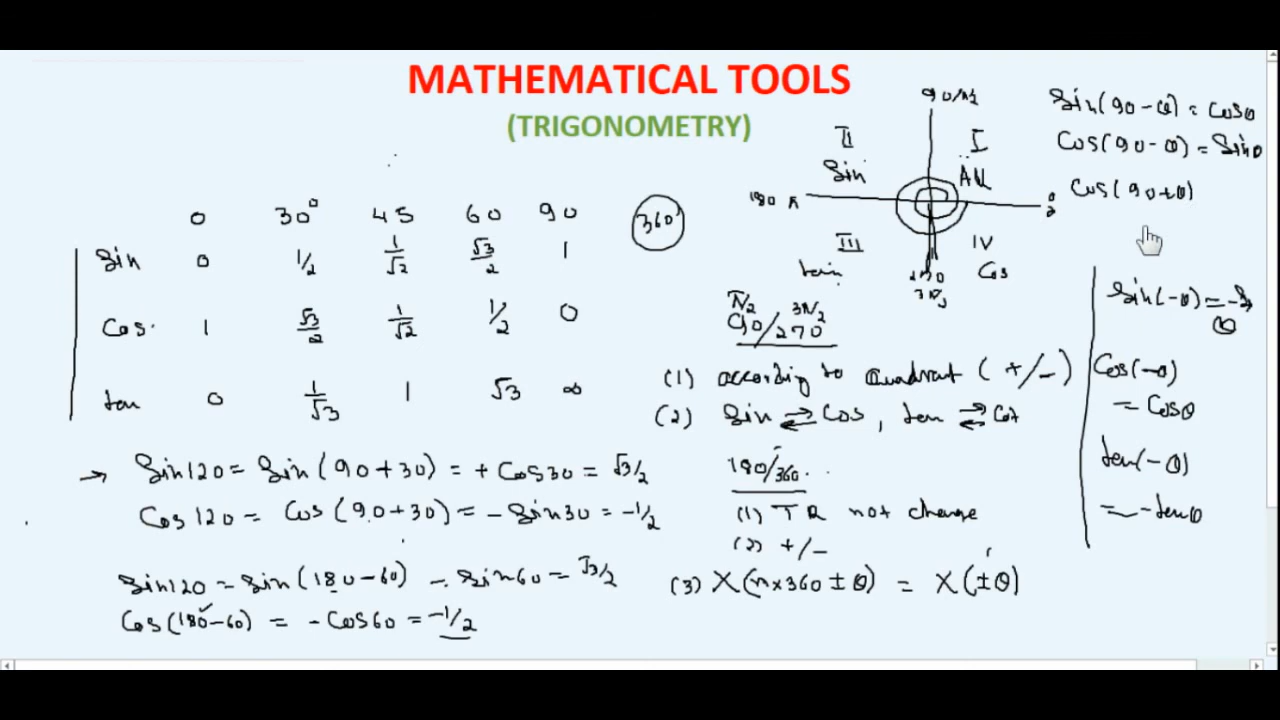 MATHEMATICAL TOOLS
(TRIGONOMETRY)
0 30° 45 60 90 360°
Sin 0 1/2 1/√2 √3/2 1
Cos 1 √3/2 1/√2 1/2 0
tan 0 1/√3 1 √3 ∞
→ Sin120 = Sin(90+30) = + Cos30 = √3/2
Cos120 = Cos(90+30) = - Sin30 = -1/2
Sin120 = Sin(180-60) - Sin60 = √3/2
Cos(180-60) = - Cos60 = -1/2
90/π/2
II I
Sin All
180 π
III IV
tan Cos
270
π/2 3π/2
90/270
(1) according to Quadrant (+/-)
(2) Sin ⇄ Cos, tan ⇄ Cot
180/360
(1) TR not change
(2) +/-
(3) X(n×360 ± θ) = X(±θ)
Sin(90-θ) = Cosθ
Cos(90-θ) = Sinθ
Cos(90+θ)
Sin(-θ) = -S
θ
Cos(-θ)
= Cosθ
tan(-θ)
= -tanθ